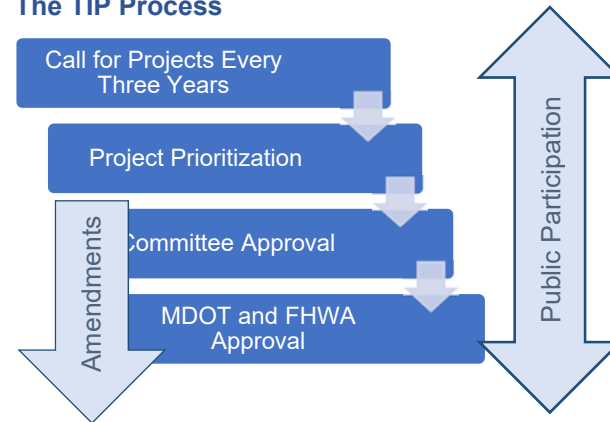 The TIP Process
Call for Projects Every
Three Years
Project Prioritization
Committee Approval
MDOT and FHWA
Approval
Amendments
Public Participation